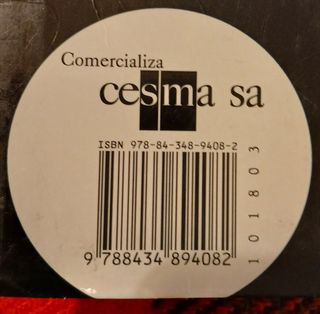 Comercializa
cesma sa
ISBN 978-84-348-9408-2
9 788434 894082
101803